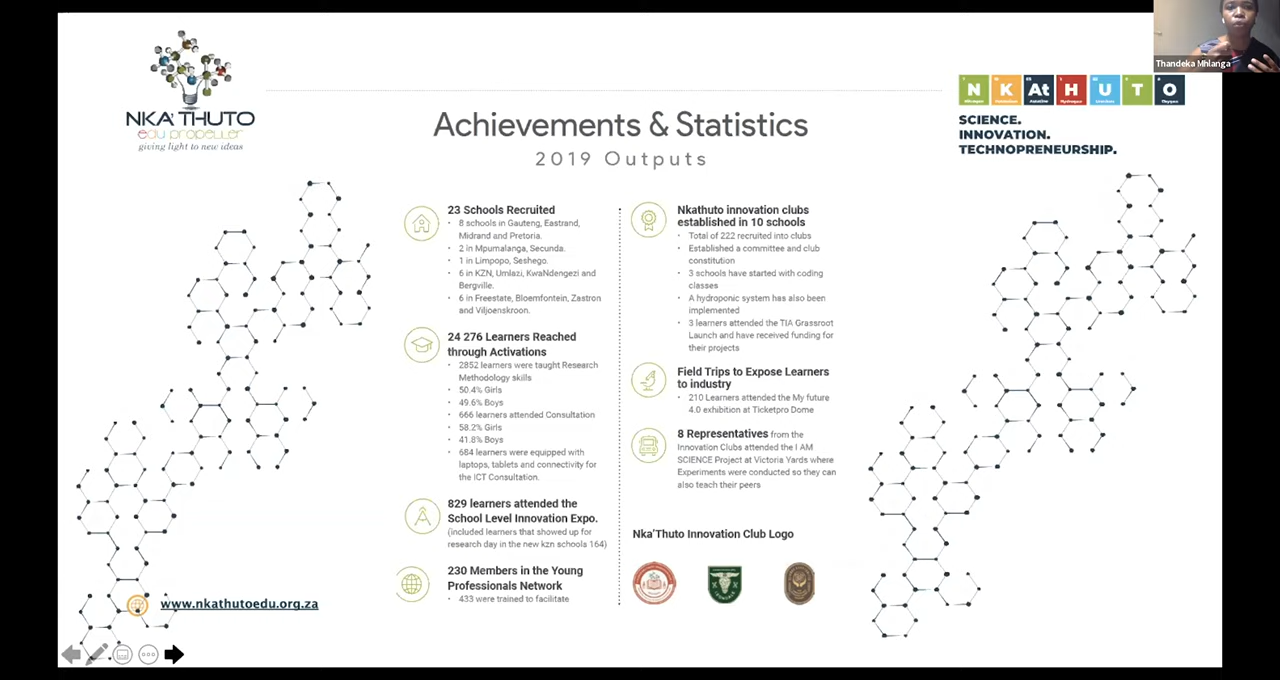 Thandeka Mhlanga
NKA'THUTO
edu propeller
giving light to new ideas
N K At H U T O
SCIENCE.
INNOVATION.
TECHNOPRENEURSHIP.
Achievements & Statistics
2019 Outputs
23 Schools Recruited
• 8 schools in Gauteng, Eastrand,
Midrand and Pretoria.
• 2 in Mpumalanga, Secunda.
• 1 in Limpopo, Seshego.
• 6 in KZN, Umlazi, KwaNdengezi and
Bergville.
• 6 in Freestate, Bloemfontein, Zastron
and Viljoenskroon.
24 276 Learners Reached
through Activations
• 2852 learners were taught Research
Methodology skills
• 50.4% Girls
• 49.6% Boys
• 666 learners attended Consultation
• 58.2% Girls
• 41.8% Boys
• 684 learners were equipped with
laptops, tablets and connectivity for
the ICT Consultation.
829 learners attended the
School Level Innovation Expo.
(included learners that showed up for
research day in the new kzn schools 164)
230 Members in the Young
Professionals Network
• 433 were trained to facilitate
Nkathuto innovation clubs
established in 10 schools
• Total of 222 recruited into clubs
• Established a committee and club
constitution
• 3 schools have started with coding
classes
• A hydroponic system has also been
implemented
• 3 learners attended the TIA Grassroot
Launch and have received funding for
their projects
Field Trips to Expose Learners
to industry
• 210 Learners attended the My future
4.0 exhibition at Ticketpro Dome
8 Representatives from the
Innovation Clubs attended the I AM
SCIENCE Project at Victoria Yards where
Experiments were conducted so they can
also teach their peers
Nka'Thuto Innovation Club Logo
www.nkathutoedu.org.za